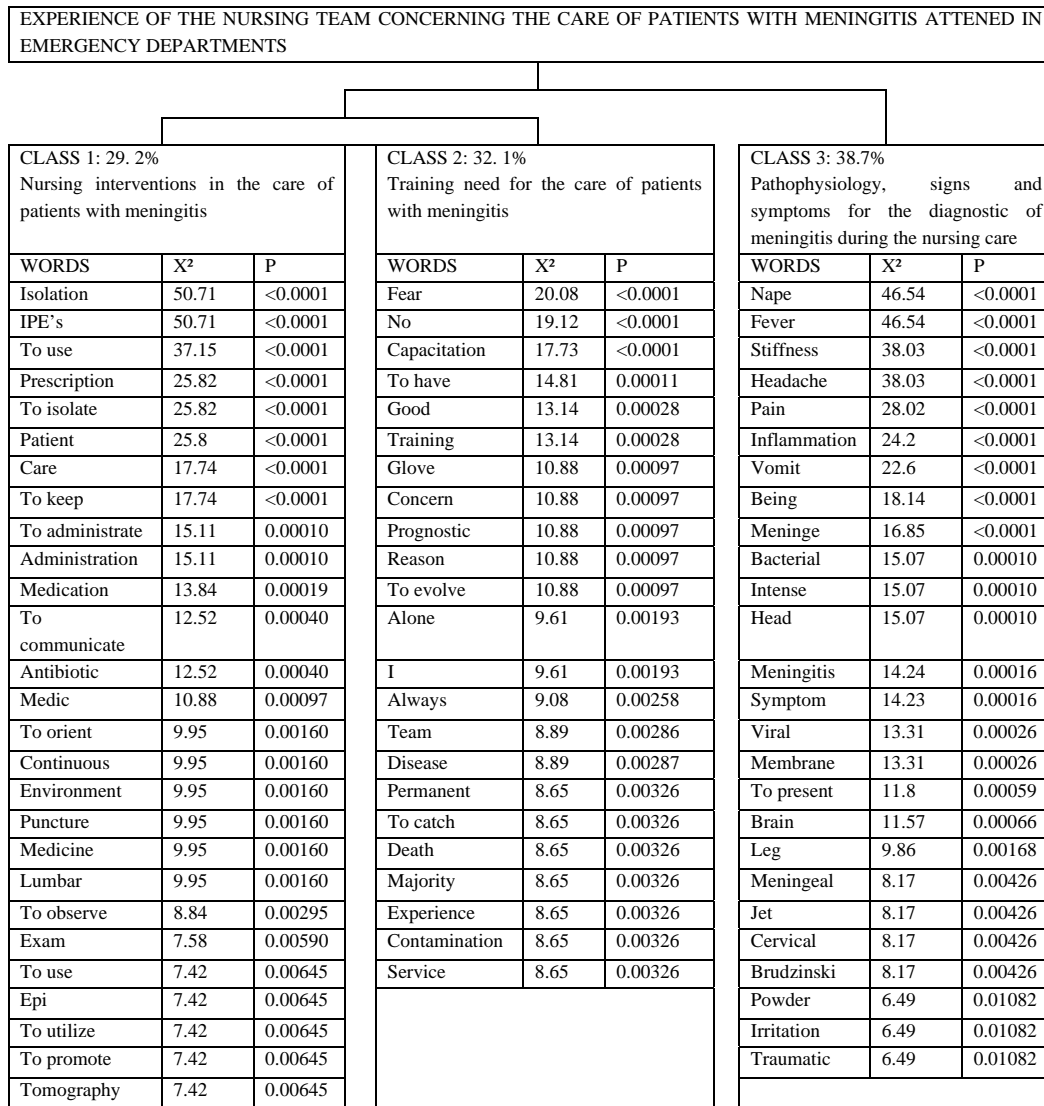 EXPERIENCE OF THE NURSING TEAM CONCERNING THE CARE OF PATIENTS WITH MENINGITIS ATTENED IN
EMERGENCY DEPARTMENTS
CLASS 1: 29. 2%
Nursing interventions in the care of
patients with meningitis
WORDS X² P
Isolation 50.71 <0.0001
IPE's 50.71 <0.0001
To use 37.15 <0.0001
Prescription 25.82 <0.0001
To isolate 25.82 <0.0001
Patient 25.8 <0.0001
Care 17.74 <0.0001
To keep 17.74 <0.0001
To administrate 15.11 0.00010
Administration 15.11 0.00010
Medication 13.84 0.00019
To
communicate 12.52 0.00040
Antibiotic 12.52 0.00040
Medic 10.88 0.00097
To orient 9.95 0.00160
Continuous 9.95 0.00160
Environment 9.95 0.00160
Puncture 9.95 0.00160
Medicine 9.95 0.00160
Lumbar 9.95 0.00160
To observe 8.84 0.00295
Exam 7.58 0.00590
To use 7.42 0.00645
Epi 7.42 0.00645
To utilize 7.42 0.00645
To promote 7.42 0.00645
Tomography 7.42 0.00645
CLASS 2: 32. 1%
Training need for the care of patients
with meningitis
WORDS X² P
Fear 20.08 <0.0001
No 19.12 <0.0001
Capacitation 17.73 <0.0001
To have 14.81 0.00011
Good 13.14 0.00028
Training 13.14 0.00028
Glove 10.88 0.00097
Concern 10.88 0.00097
Prognostic 10.88 0.00097
Reason 10.88 0.00097
To evolve 10.88 0.00097
Alone 9.61 0.00193
I 9.61 0.00193
Always 9.08 0.00258
Team 8.89 0.00286
Disease 8.89 0.00287
Permanent 8.65 0.00326
To catch 8.65 0.00326
Death 8.65 0.00326
Majority 8.65 0.00326
Experience 8.65 0.00326
Contamination 8.65 0.00326
Service 8.65 0.00326
CLASS 3: 38.7%
Pathophysiology, signs and
symptoms for the diagnostic of
meningitis during the nursing care
WORDS X² P
Nape 46.54 <0.0001
Fever 46.54 <0.0001
Stiffness 38.03 <0.0001
Headache 38.03 <0.0001
Pain 28.02 <0.0001
Inflammation 24.2 <0.0001
Vomit 22.6 <0.0001
Being 18.14 <0.0001
Meninge 16.85 <0.0001
Bacterial 15.07 0.00010
Intense 15.07 0.00010
Head 15.07 0.00010
Meningitis 14.24 0.00016
Symptom 14.23 0.00016
Viral 13.31 0.00026
Membrane 13.31 0.00026
To present 11.8 0.00059
Brain 11.57 0.00066
Leg 9.86 0.00168
Meningeal 8.17 0.00426
Jet 8.17 0.00426
Cervical 8.17 0.00426
Brudzinski 8.17 0.00426
Powder 6.49 0.01082
Irritation 6.49 0.01082
Traumatic 6.49 0.01082